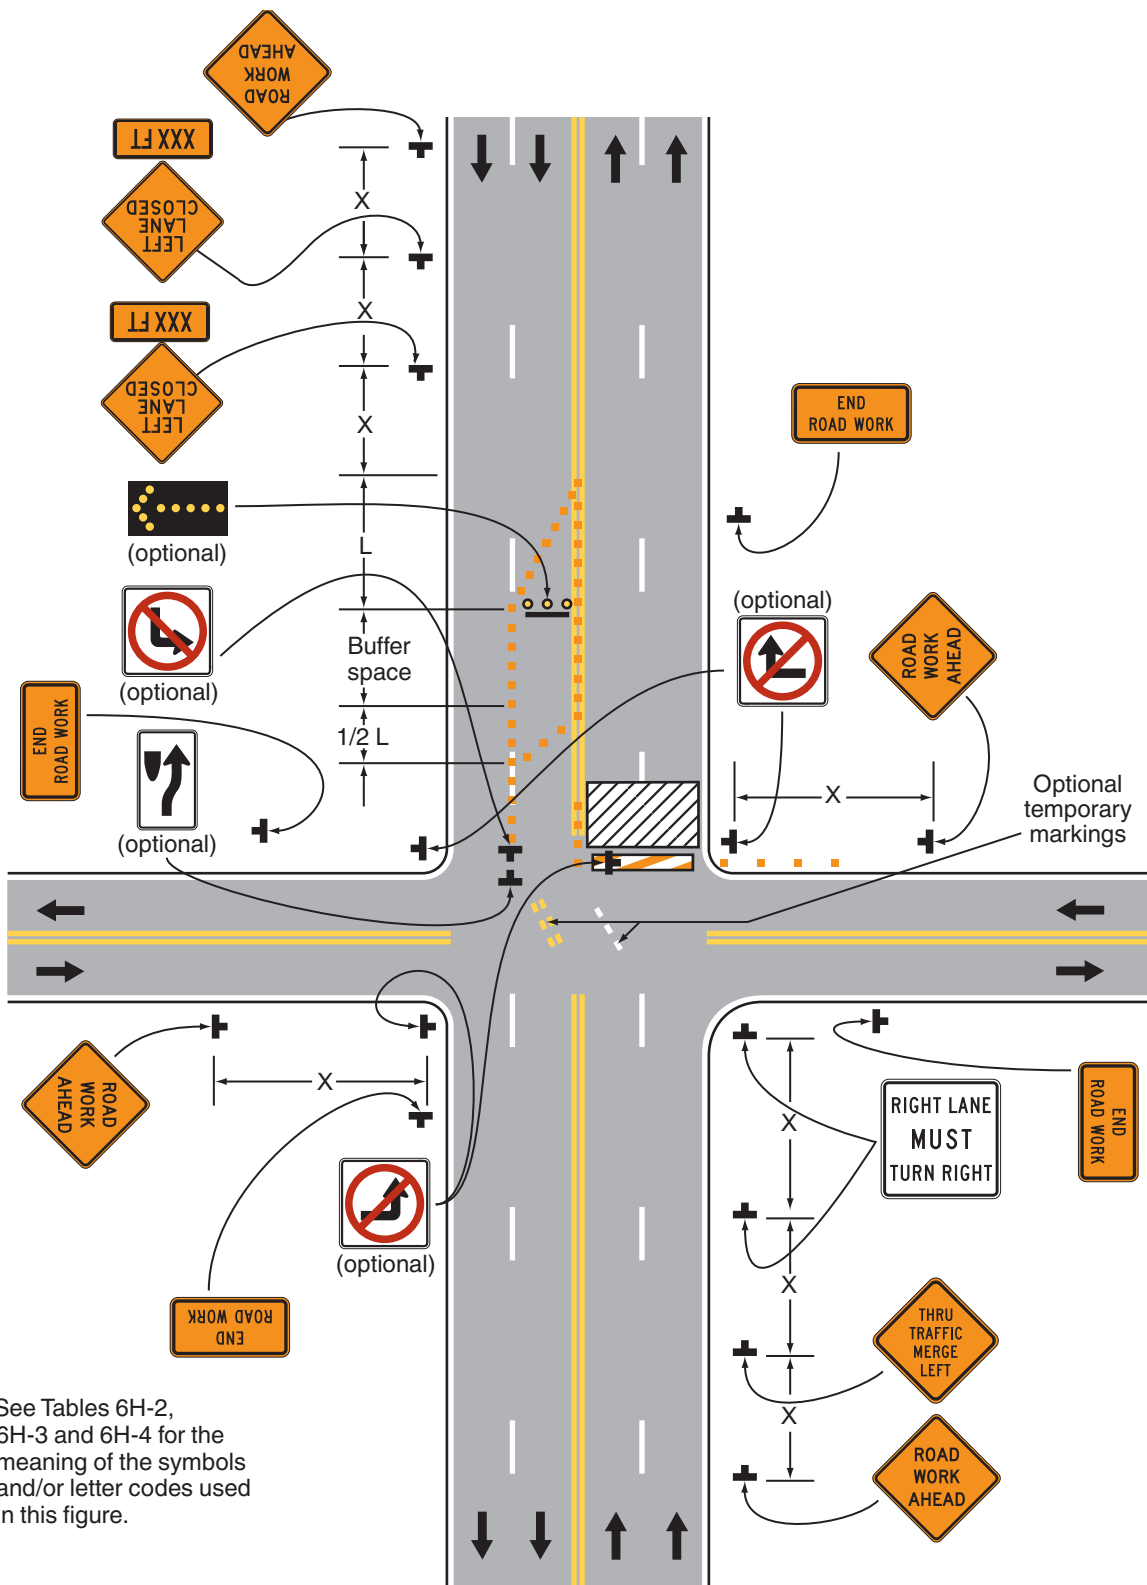 ROAD
WORK
AHEAD
XXX FT
LEFT
LANE
CLOSED
X
XXX FT
X
LEFT
LANE
CLOSED
X
END
ROAD WORK
(optional)
L
(optional)
ROAD
WORK
AHEAD
Buffer
space
(optional)
END
ROAD WORK
1/2 L
(optional)
X
Optional
temporary
markings
ROAD
WORK
AHEAD
X
RIGHT LANE
MUST
TURN RIGHT
X
END
ROAD WORK
(optional)
X
END
ROAD WORK
THRU
TRAFFIC
MERGE
LEFT
X
ROAD
WORK
AHEAD
See Tables 6H-2,
6H-3 and 6H-4 for the
meaning of the symbols
and/or letter codes used
in this figure.